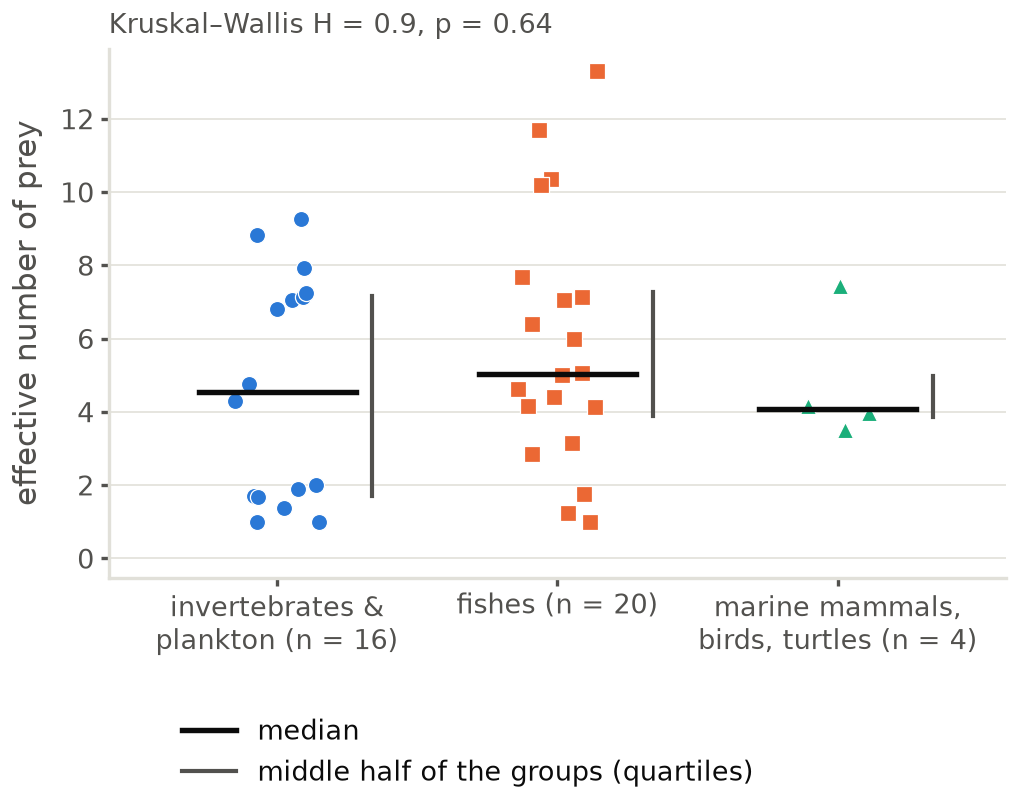 Kruskal–Wallis H = 0.9, p = 0.64
effective number of prey
12
10
8
6
4
2
0
invertebrates &
plankton (n = 16)
fishes (n = 20)
marine mammals,
birds, turtles (n = 4)
median
middle half of the groups (quartiles)